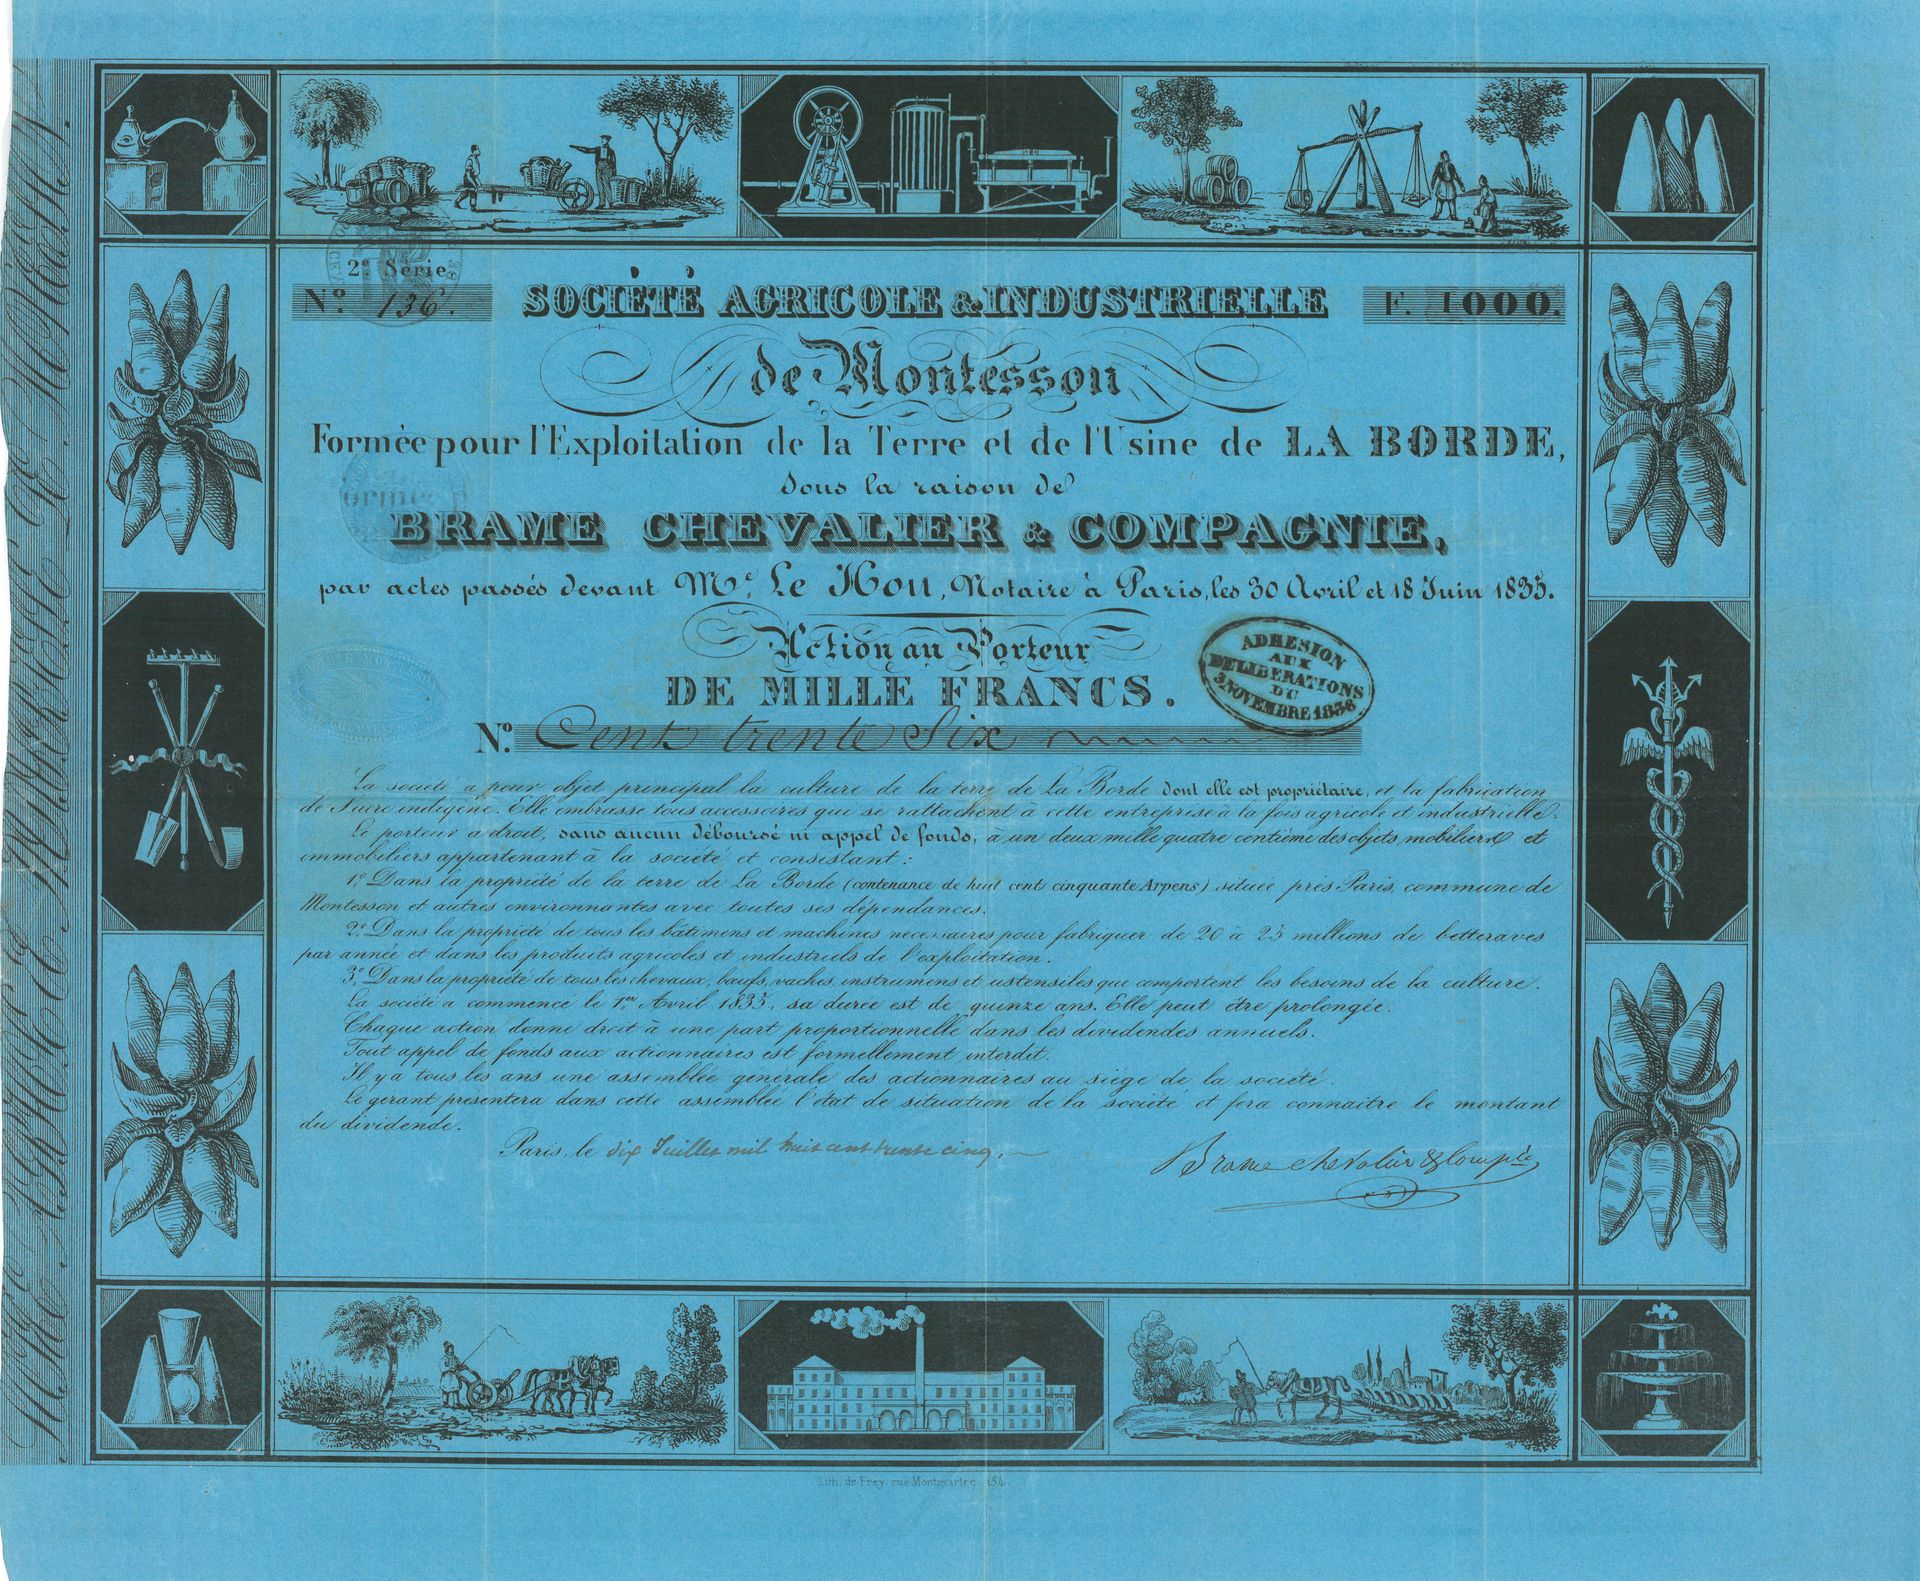 2e. Série
No. 136.
SOCIÉTÉ AGRICOLE & INDUSTRIELLE
F. 1000.
de Montesson
Formée pour l'Exploitation de la Terre et de l'Usine de LA BORDE,
sous la raison de
BRAME CHEVALIER & COMPAGNIE,
par actes passés devant Me. Le Hon, Notaire à Paris, les 30 Avril et 18 Juin 1835.
Action au Porteur
DE MILLE FRANCS.
ADHESION
AUX
DELIBERATIONS
DU
3 NOVEMBRE 1836
No. Cent trente Six
La société a pour objet principal la culture de la terre de La Borde dont elle est propriétaire, et la fabrication
de Sucre indigène. Elle embrasse tous accessoires qui se rattachent à cette entreprise à la fois agricole et industrielle.
Le porteur a droit, sans aucun déboursé ni appel de fonds, à un deux mille quatre centième des objets mobiliers et
immobiliers appartenant à la société et consistant:
1o. Dans la propriété de la terre de La Borde (contenance de huit cent cinquante Arpens) située près Paris, commune de
Montesson et autres environnantes avec toutes ses dépendances.
2o. Dans la propriété de tous les bâtimens et machines nécessaires pour fabriquer de 20 à 25 millions de betteraves
par année et dans les produits agricoles et industriels de l'exploitation.
3o. Dans la propriété de tous les chevaux, bœufs, vaches, instrumens et ustensiles que comportent les besoins de la culture.
La société a commencé le 1er Avril 1835, sa durée est de quinze ans. Elle peut être prolongée.
Chaque action donne droit à une part proportionnelle dans les dividendes annuels.
Tout appel de fonds aux actionnaires est formellement interdit.
Il y a tous les ans une assemblée générale des actionnaires au siège de la société.
Le gérant présentera dans cette assemblée l'état de situation de la société et fera connaitre le montant
du dividende.
Paris, le dix Juillet mil huit cent trente cinq.
Brame Chevalier & Compie
Lith. de Frey, rue Montmartre, 154.